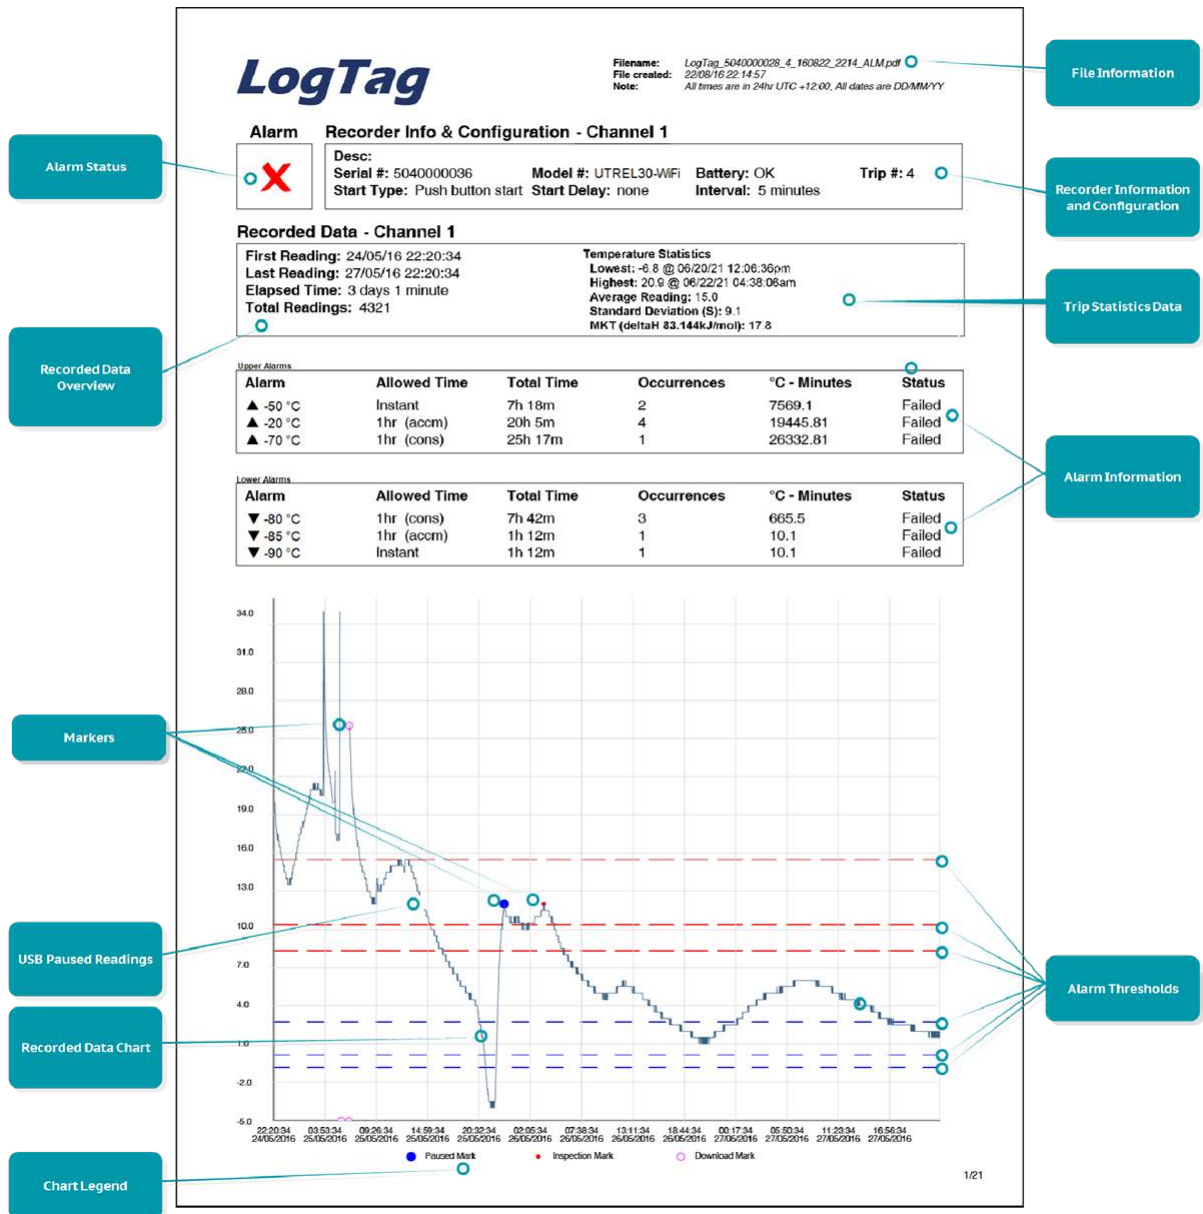 LogTag
Filename: LogTag_5040000028_4_160822_2214_ALM.pdf
File created: 22/08/16 22:14:57
Note: All times are in 24hr UTC +12:00, All dates are DD/MM/YY
File Information
Alarm Recorder Info & Configuration - Channel 1
Desc:
Serial #: 5040000036 Model #: UTREL30-WiFi Battery: OK Trip #: 4
Start Type: Push button start Start Delay: none Interval: 5 minutes
Alarm Status
Recorder Information
and Configuration
Recorded Data - Channel 1
First Reading: 24/05/16 22:20:34
Last Reading: 27/05/16 22:20:34
Elapsed Time: 3 days 1 minute
Total Readings: 4321
Temperature Statistics
Lowest: -6.8 @ 06/20/21 12:06:36pm
Highest: 20.9 @ 06/22/21 04:38:06am
Average Reading: 15.0
Standard Deviation (S): 9.1
MKT (deltaH 83.144kJ/mol): 17.8
Trip Statistics Data
Recorded Data
Overview
Upper Alarms
Alarm Allowed Time Total Time Occurrences °C - Minutes Status
▲ -50 °C Instant 7h 18m 2 7569.1 Failed
▲ -20 °C 1hr (accm) 20h 5m 4 19445.81 Failed
▲ -70 °C 1hr (cons) 25h 17m 1 26332.81 Failed
Alarm Information
Lower Alarms
Alarm Allowed Time Total Time Occurrences °C - Minutes Status
▼ -80 °C 1hr (cons) 7h 42m 3 665.5 Failed
▼ -85 °C 1hr (accm) 1h 12m 1 10.1 Failed
▼ -90 °C Instant 1h 12m 1 10.1 Failed
34.0
31.0
28.0
25.0
22.0
19.0
16.0
13.0
10.0
7.0
4.0
1.0
-2.0
-5.0
Markers
USB Paused Readings
Recorded Data Chart
Alarm Thresholds
22:20:34 03:53:34 09:26:34 14:59:34 20:32:34 02:05:34 07:38:34 13:11:34 18:44:34 00:17:34 05:50:34 11:23:34 16:56:34
24/05/2016 25/05/2016 25/05/2016 25/05/2016 25/05/2016 26/05/2016 26/05/2016 26/05/2016 26/05/2016 27/05/2016 27/05/2016 27/05/2016 27/05/2016
Paused Mark Inspection Mark Download Mark
Chart Legend
1/21